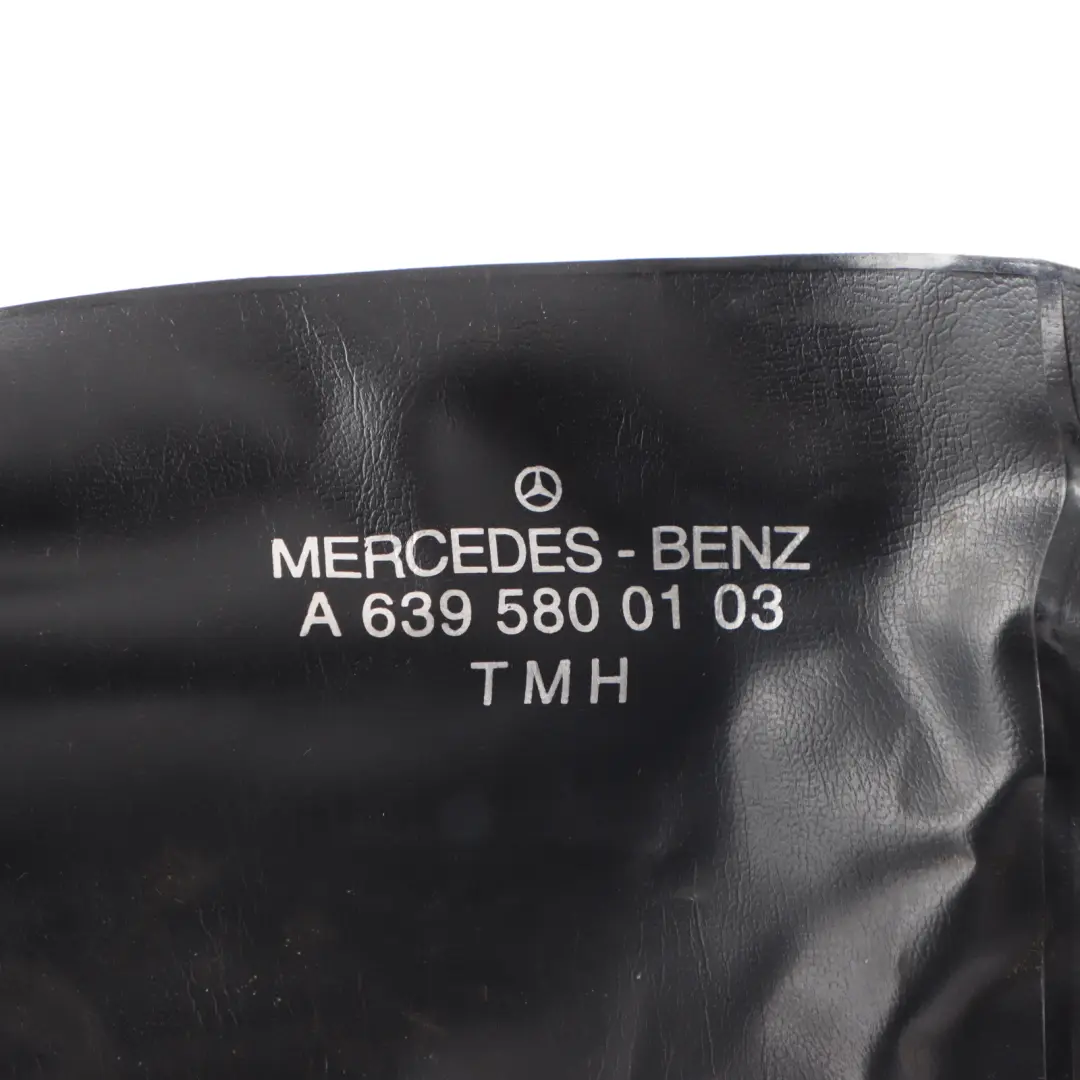 MERCEDES - BENZ
A 639 580 01 03
TMH